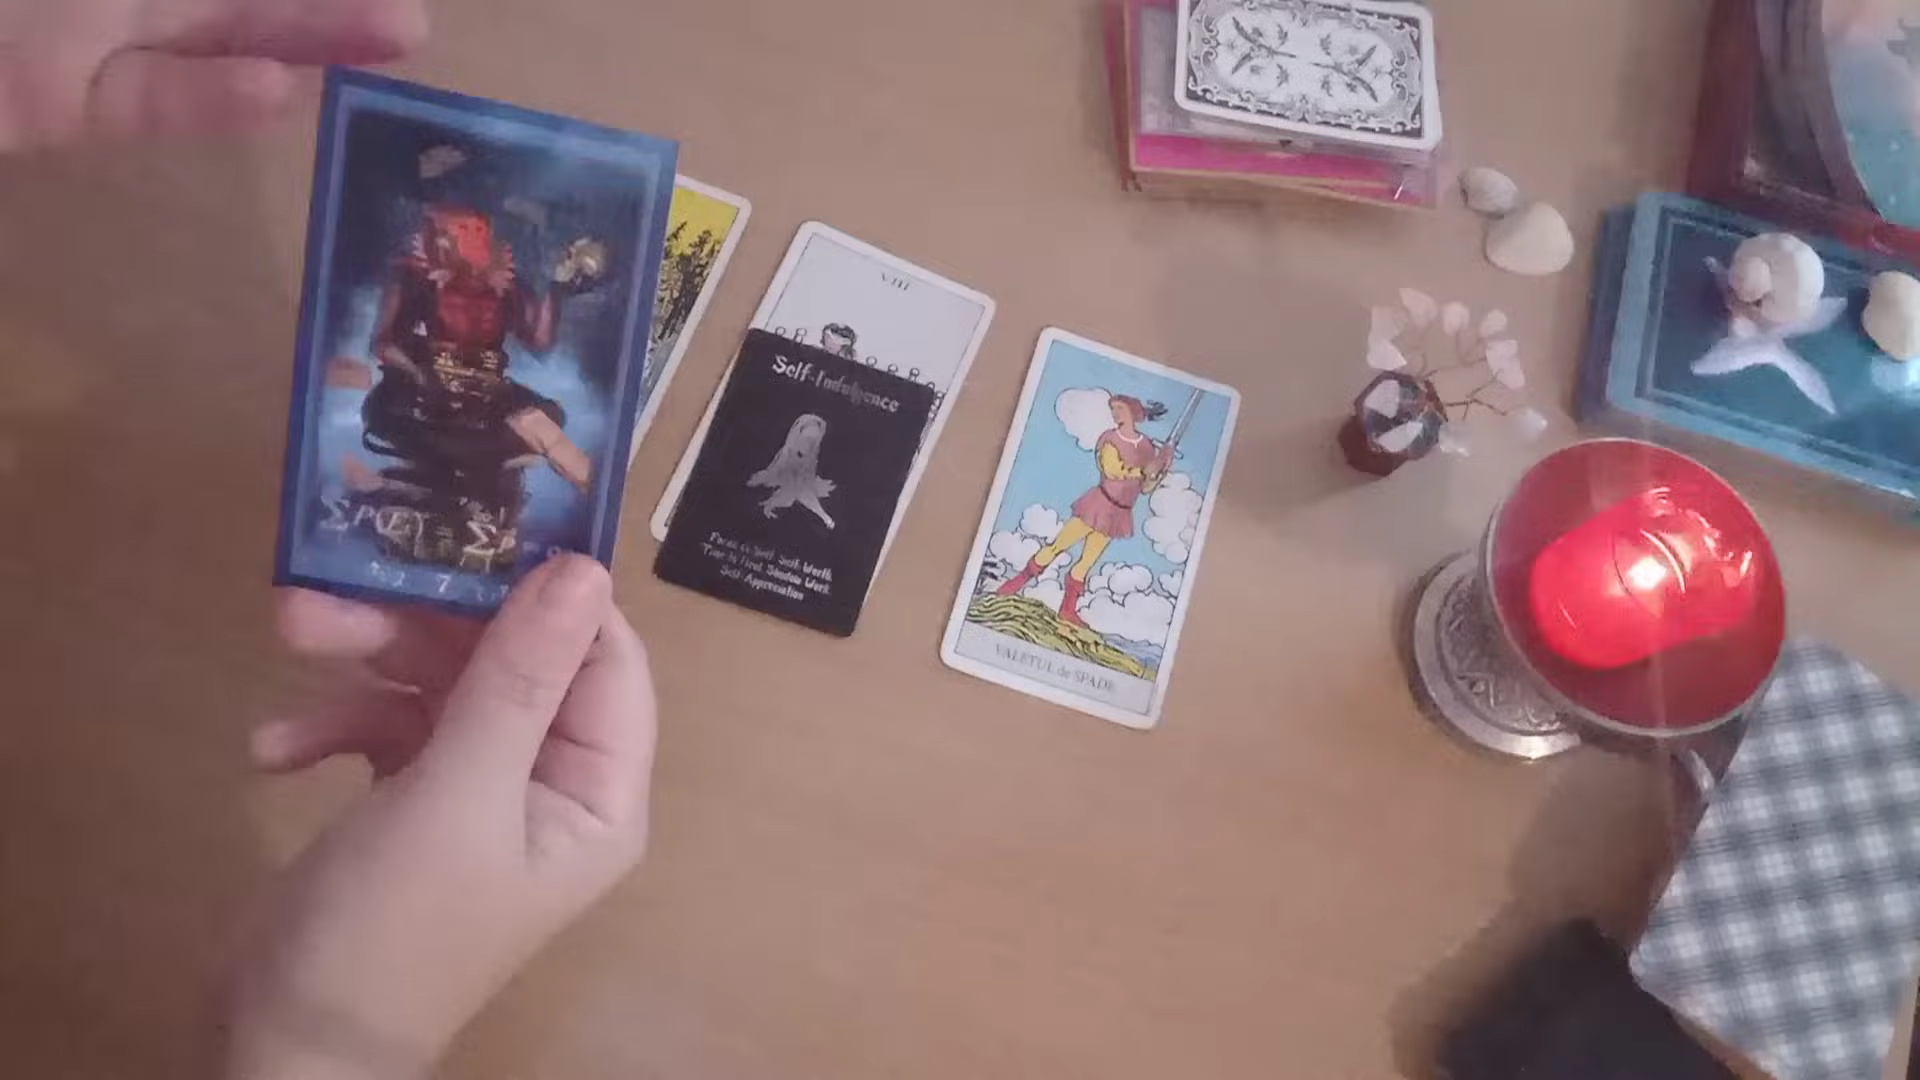 VIII
Self-Indulgence
Focus on Self Self-Worth
Time to Heal Shadow Work
Self-Appreciation
VALETUL de SPADE